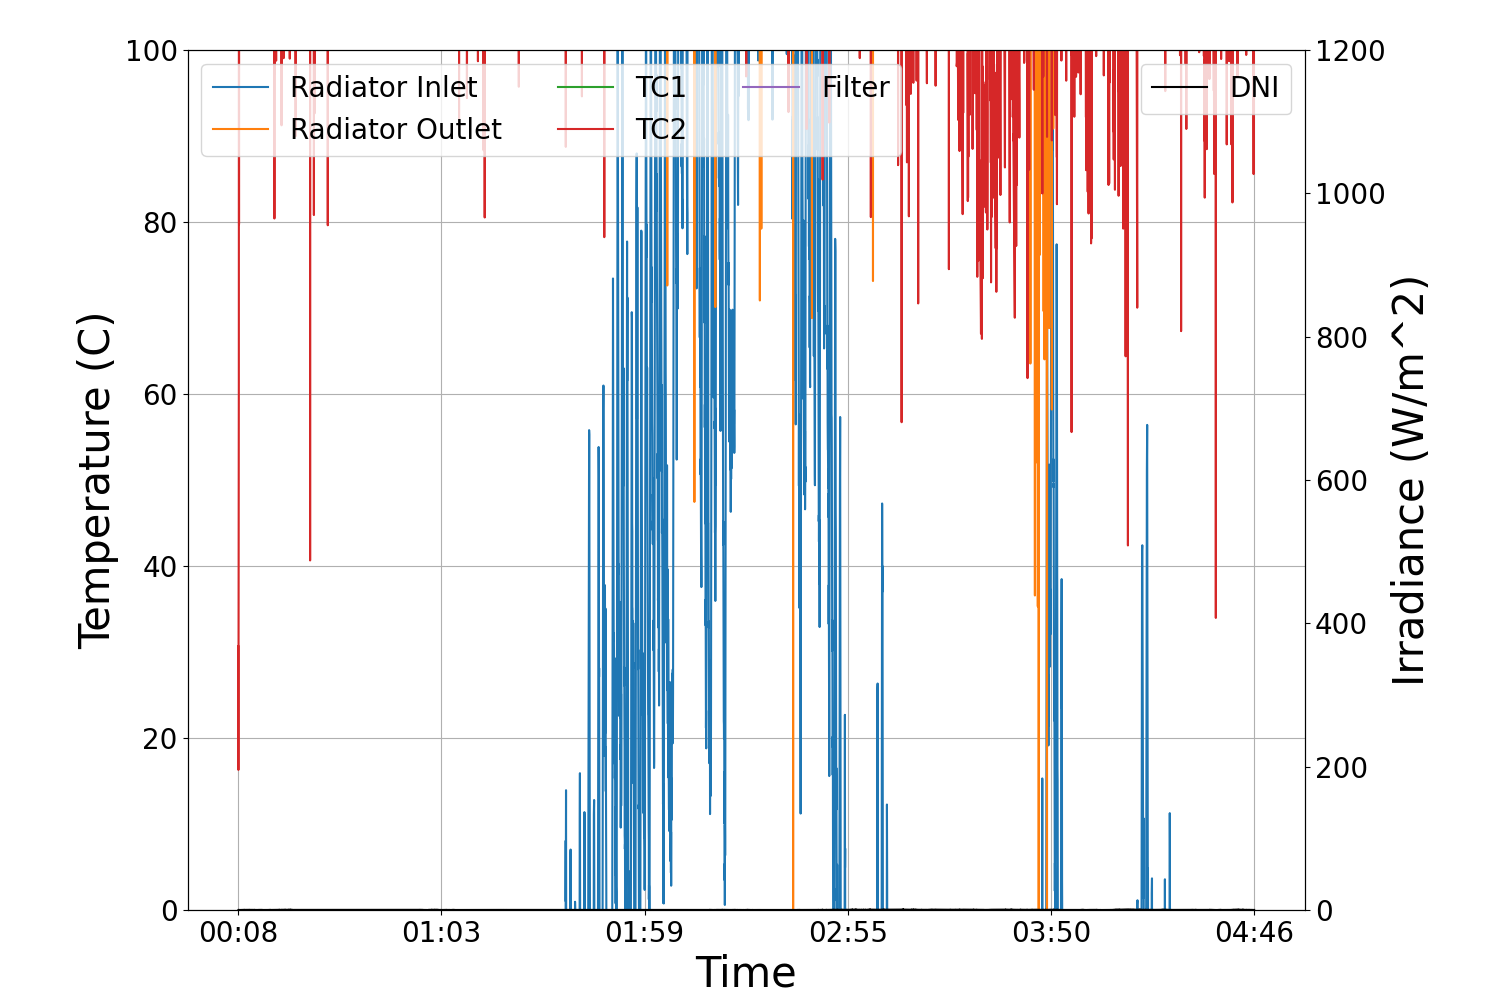 100
80
60
40
20
0
Temperature (C)
Radiator Inlet
Radiator Outlet
TC1
TC2
Filter
DNI
1200
1000
800
600
400
200
0
Irradiance (W/m^2)
00:08 01:03 01:59 02:55 03:50 04:46
Time